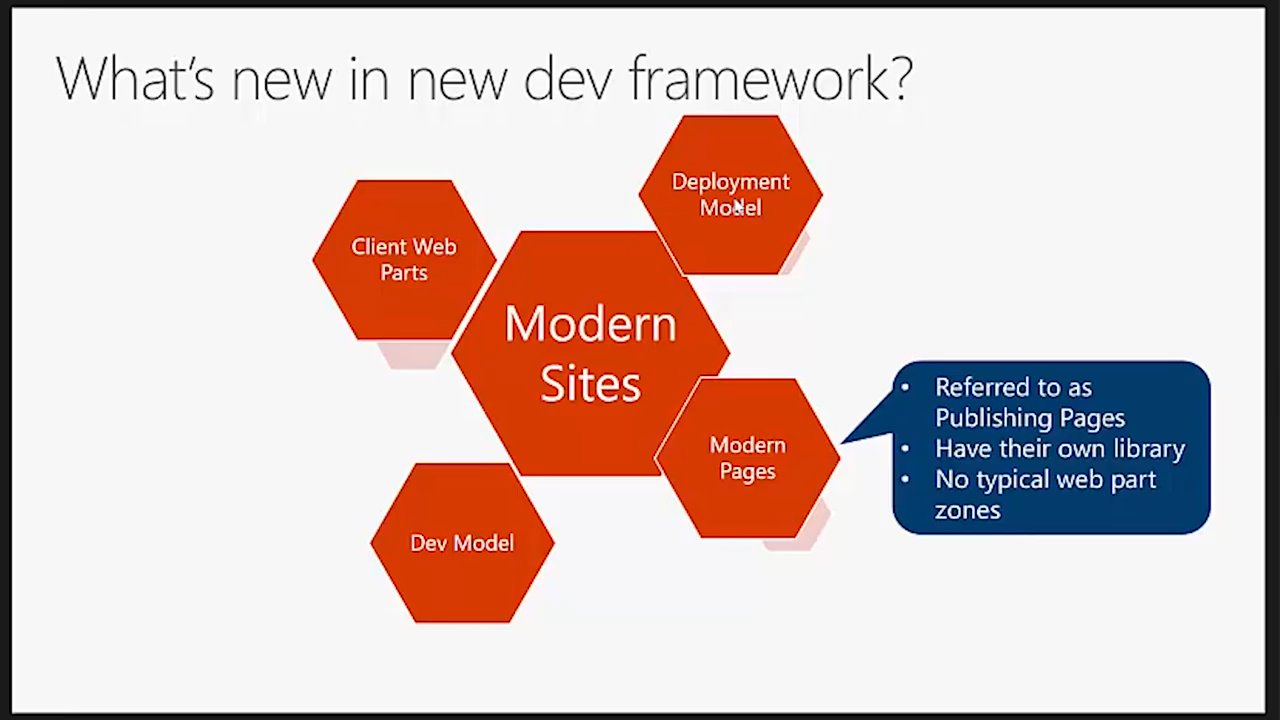 What's new in new dev framework?
Deployment
Model
Client Web
Parts
Modern
Sites
Modern
Pages
Dev Model
• Referred to as
Publishing Pages
• Have their own library
• No typical web part
zones